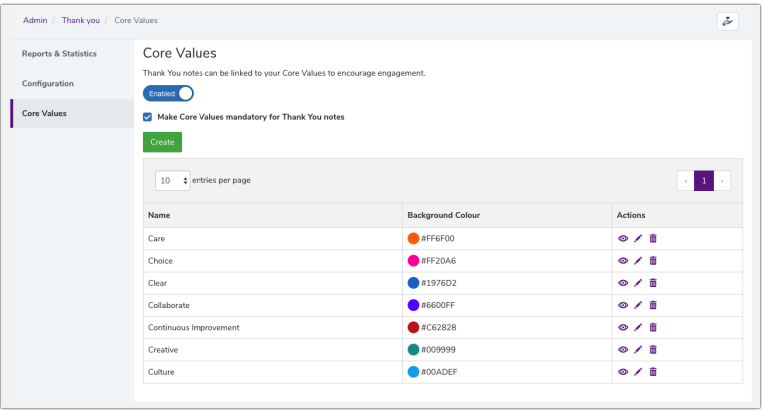 Admin / Thank you / Core Values
Reports & Statistics
Configuration
Core Values
Core Values
Thank You notes can be linked to your Core Values to encourage engagement.
Enabled
Make Core Values mandatory for Thank You notes
Create
10 entries per page
‹ 1 ›
Name Background Colour Actions
Care #FF6F00
Choice #FF20A6
Clear #1976D2
Collaborate #6600FF
Continuous Improvement #C62828
Creative #009999
Culture #00ADEF